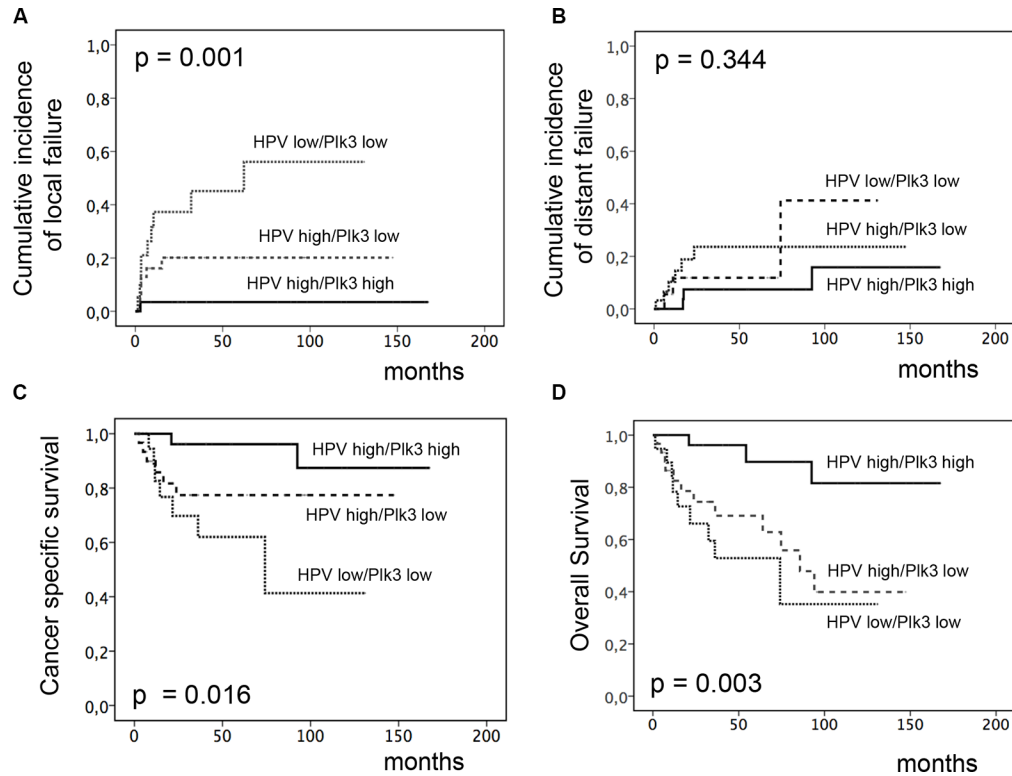 A
Cumulative incidence
of local failure
1,0
0,8
0,6
0,4
0,2
0,0
p = 0.001
HPV low/Plk3 low
HPV high/Plk3 low
HPV high/Plk3 high
0 50 100 150 200
months
B
Cumulative incidence
of distant failure
1,0
0,8
0,6
0,4
0,2
0,0
p = 0.344
HPV low/Plk3 low
HPV high/Plk3 low
HPV high/Plk3 high
0 50 100 150 200
months
C
Cancer specific survival
1,0
0,8
0,6
0,4
0,2
0,0
HPV high/Plk3 high
HPV high/Plk3 low
HPV low/Plk3 low
p = 0.016
0 50 100 150 200
months
D
Overall Survival
1,0
0,8
0,6
0,4
0,2
0,0
HPV high/Plk3 high
HPV high/Plk3 low
HPV low/Plk3 low
p = 0.003
0 50 100 150 200
months